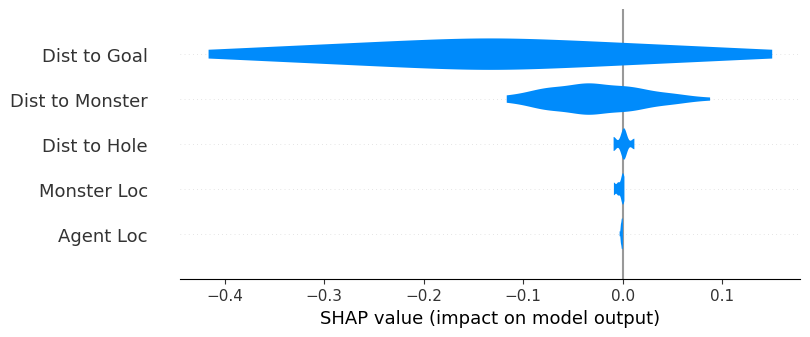 Dist to Goal
Dist to Monster
Dist to Hole
Monster Loc
Agent Loc
−0.4 −0.3 −0.2 −0.1 0.0 0.1
SHAP value (impact on model output)